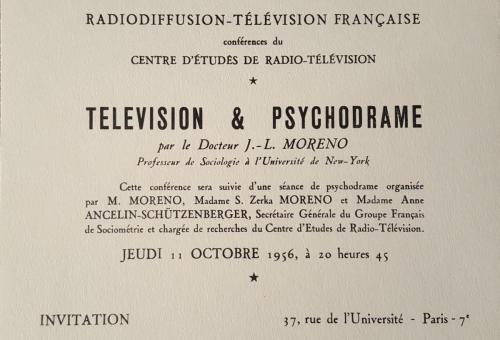 RADIODIFFUSION-TÉLÉVISION FRANÇAISE
conférences du
CENTRE D'ÉTUDES DE RADIO-TÉLÉVISION
★
TELEVISION & PSYCHODRAME
par le Docteur J.-L. MORENO
Professeur de Sociologie à l'Université de New-York
Cette conférence sera suivie d'une séance de psychodrame organisée
par M. MORENO, Madame S. Zerka MORENO et Madame Anne
ANCELIN-SCHÜTZENBERGER, Secrétaire Générale du Groupe Français
de Sociométrie et chargée de recherches du Centre d'Etudes de Radio-Télévision.
JEUDI 11 OCTOBRE 1956, à 20 heures 45
★
INVITATION 37, rue de l'Université - Paris - 7e